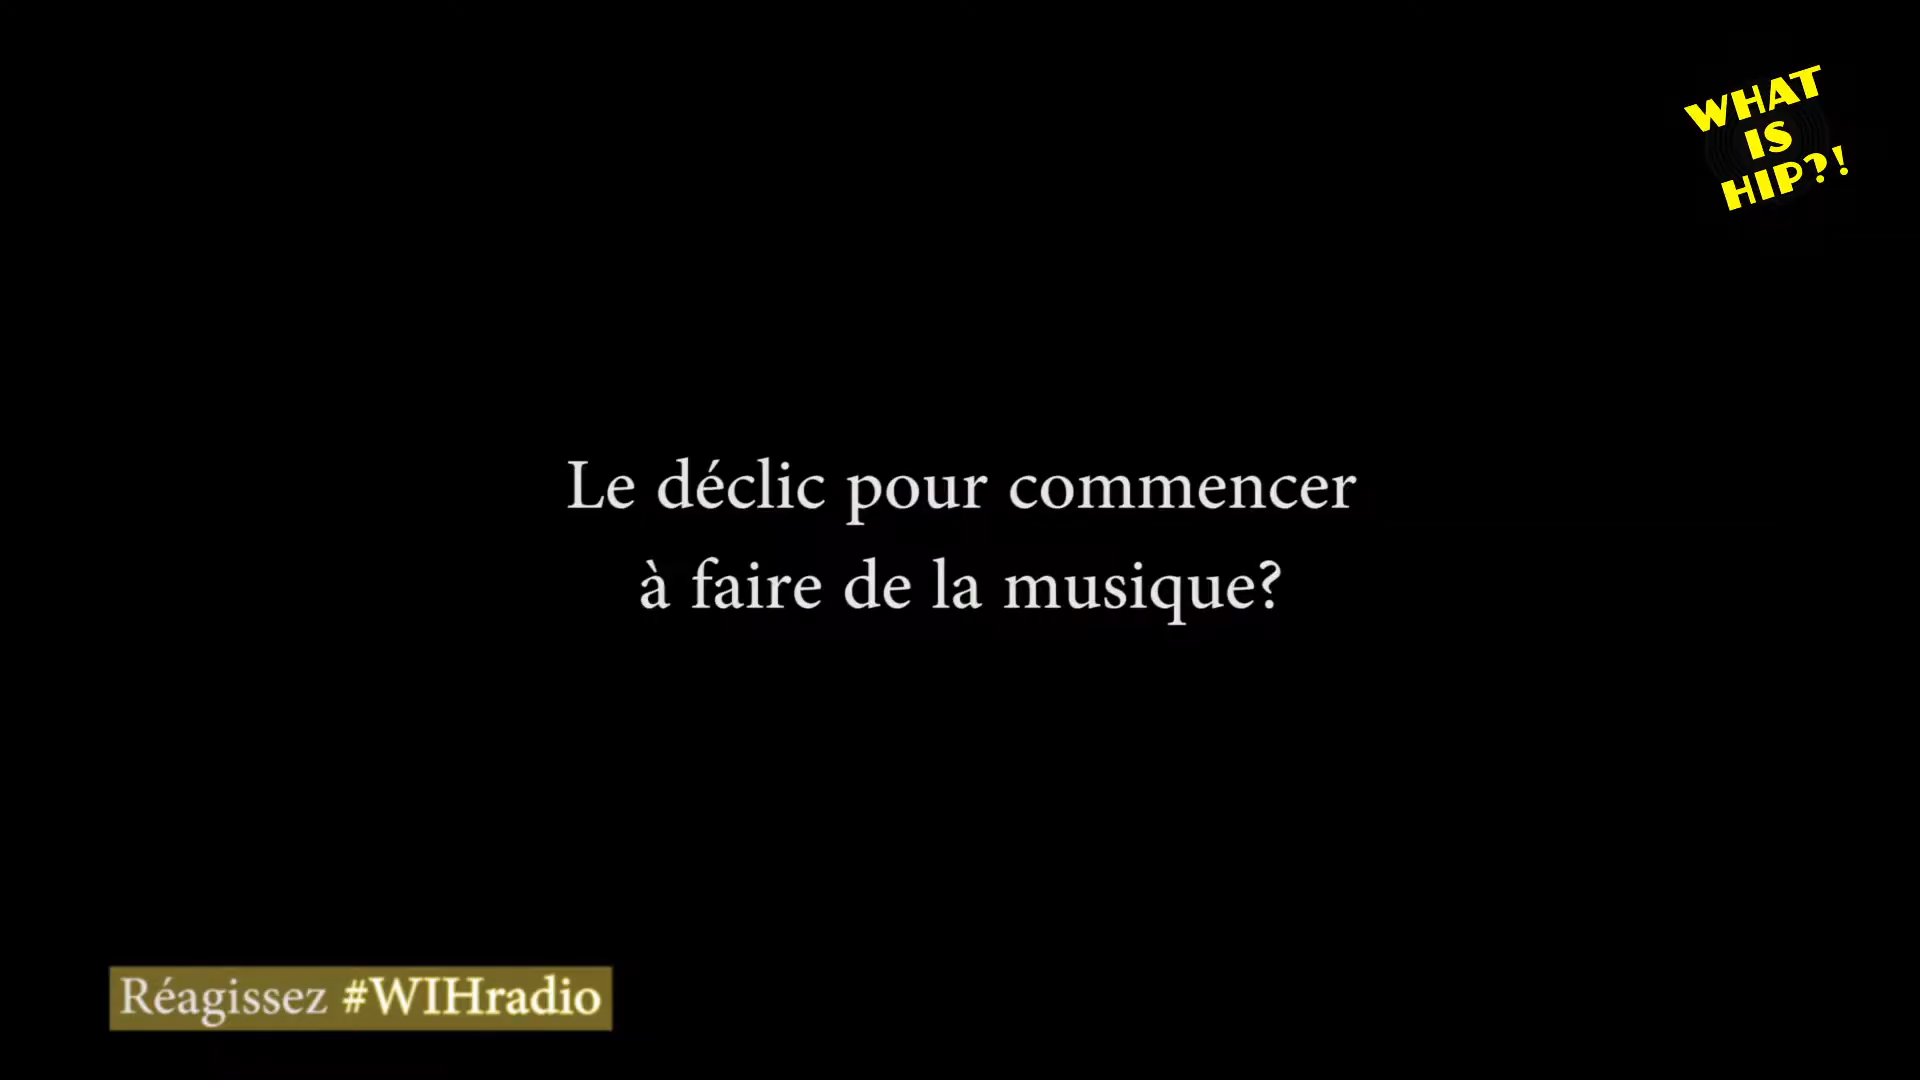 WHAT
IS
HIP?!
Le déclic pour commencer
à faire de la musique?
Réagissez #WIHradio